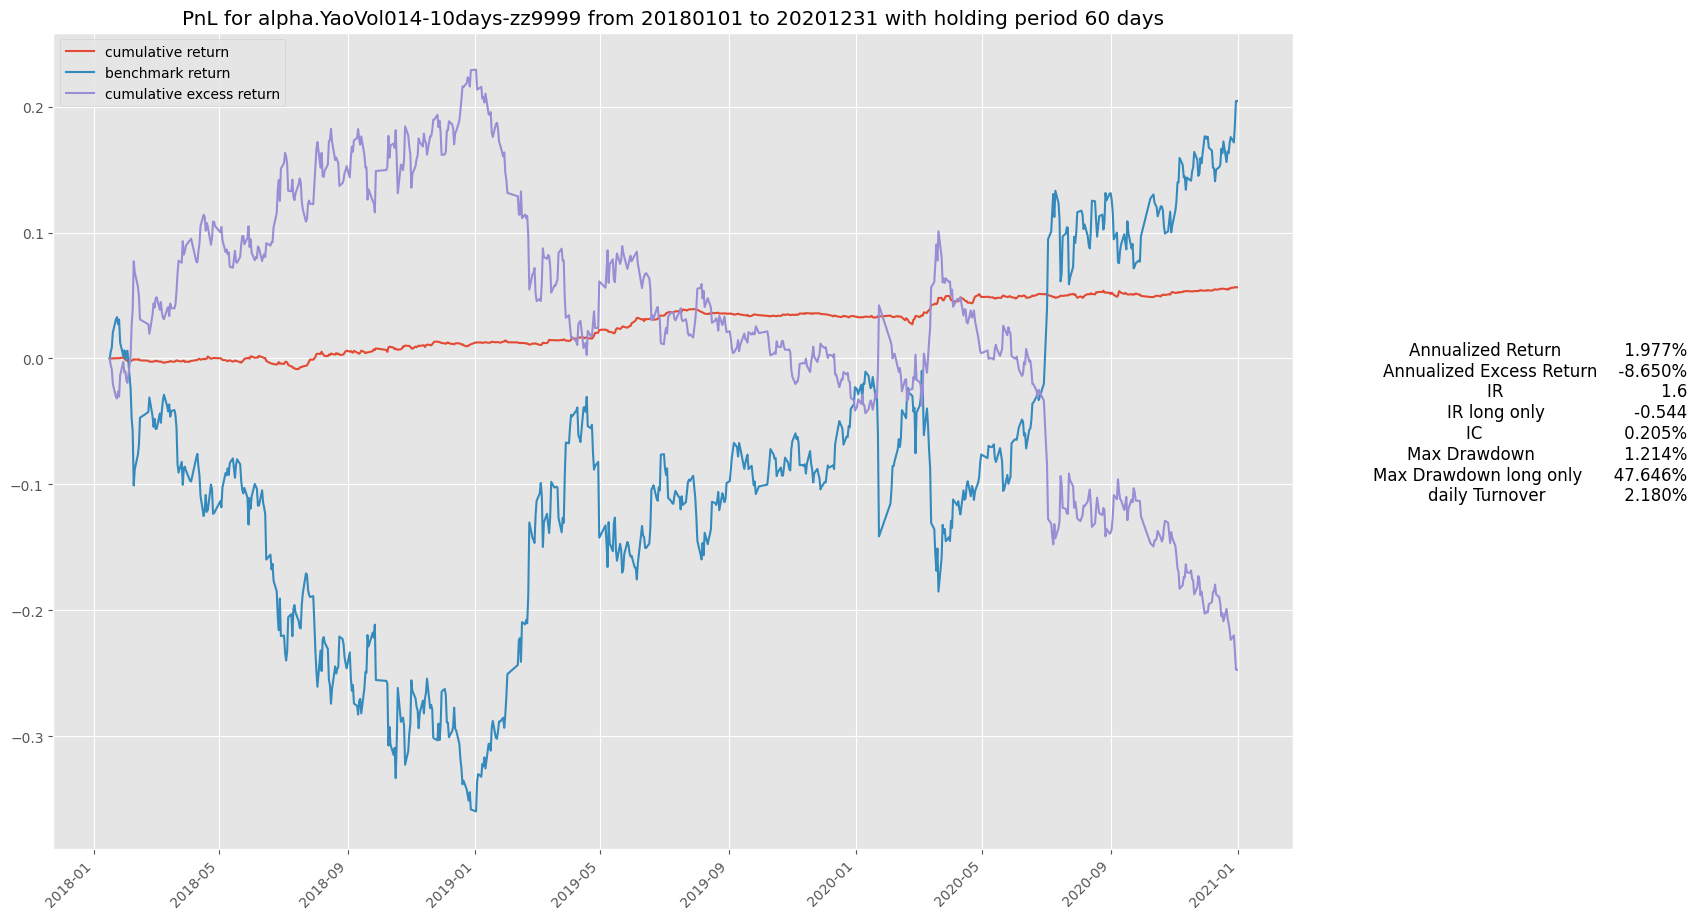 PnL for alpha.YaoVol014-10days-zz9999 from 20180101 to 20201231 with holding period 60 days
cumulative return
benchmark return
cumulative excess return
0.2
0.1
0.0
−0.1
−0.2
−0.3
2018-01
2018-05
2018-09
2019-01
2019-05
2019-09
2020-01
2020-05
2020-09
2021-01
Annualized Return 1.977%
Annualized Excess Return -8.650%
IR 1.6
IR long only -0.544
IC 0.205%
Max Drawdown 1.214%
Max Drawdown long only 47.646%
daily Turnover 2.180%